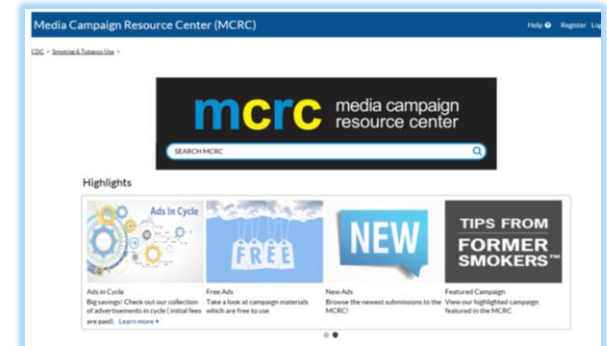 Media Campaign Resource Center (MCRC)
Help Register Log
CDC Smoking & Tobacco Use
mcrc media campaign
resource center
SEARCH MCRC
Highlights
Ads In Cycle
FREE
NEW
TIPS FROM
FORMER
SMOKERS™
Ads in Cycle
Big savings! Check out our collection
of advertisements in cycle ( initial fees
are paid). Learn more
Free Ads
Take a look at campaign materials
which are free to use
New Ads
Browse the newest submissions to the
MCRC!
Featured Campaign
View our highlighted campaign
featured in the MCRC